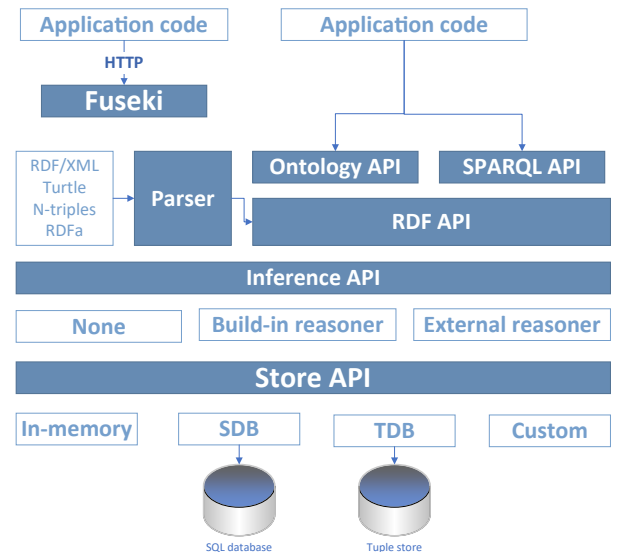 Application code
Application code
HTTP
Fuseki
Ontology API
SPARQL API
RDF/XML
Turtle
N-triples
RDFa
Parser
RDF API
Inference API
None
Build-in reasoner
External reasoner
Store API
In-memory
SDB
TDB
Custom
SQL database
Tuple store